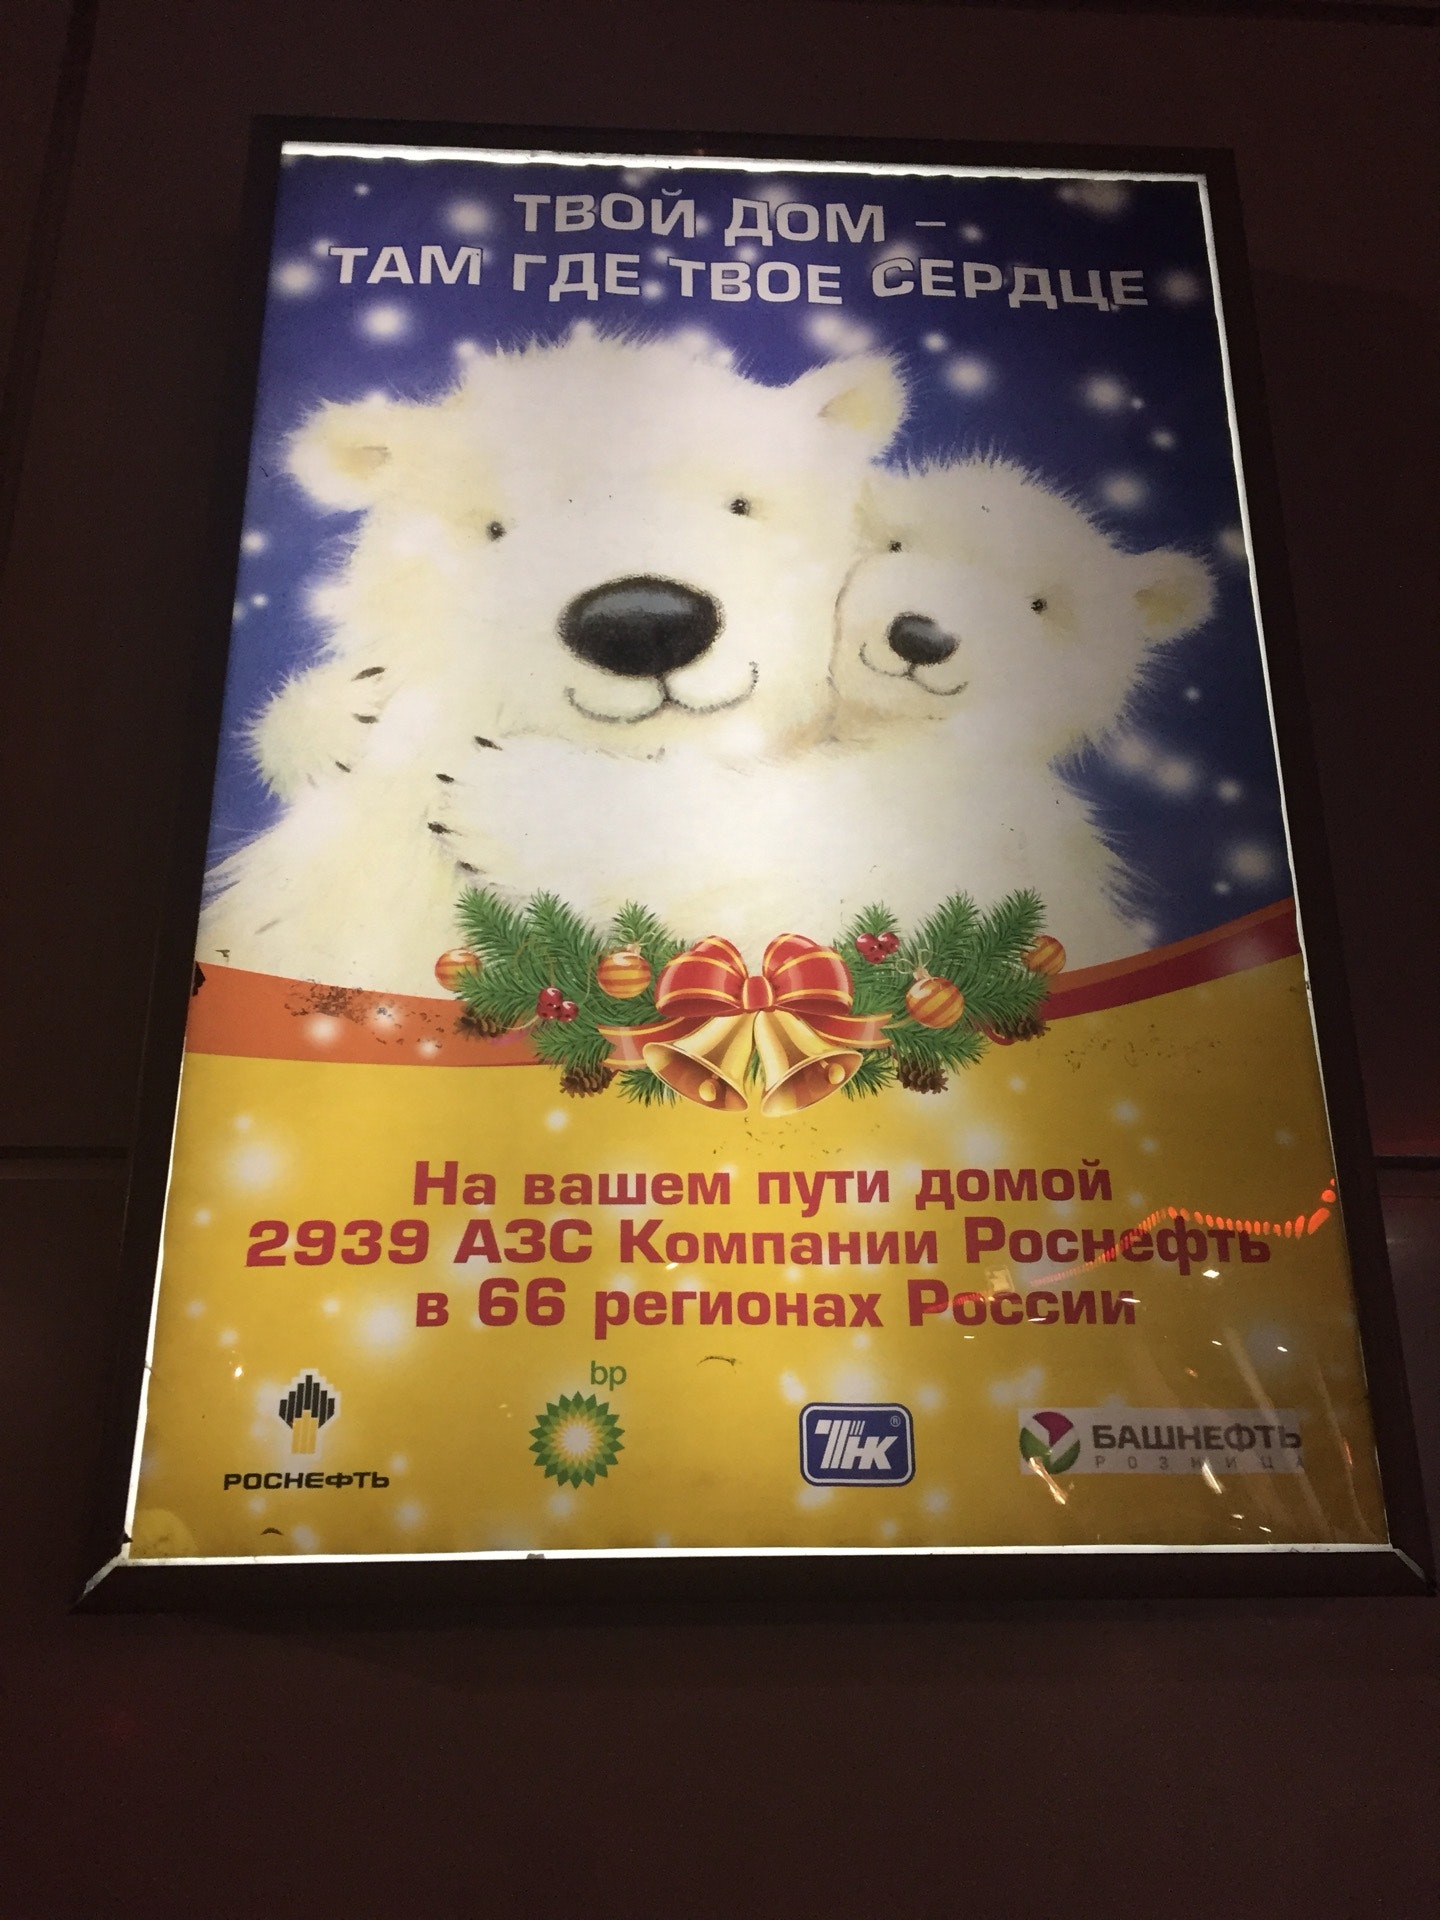 ТВОЙ ДОМ –
ТАМ ГДЕ ТВОЕ СЕРДЦЕ
На вашем пути домой
2939 АЗС Компании Роснефть
в 66 регионах России
РОСНЕФТЬ
bp
ТНК ®
БАШНЕФТЬ
РОЗНИЦА